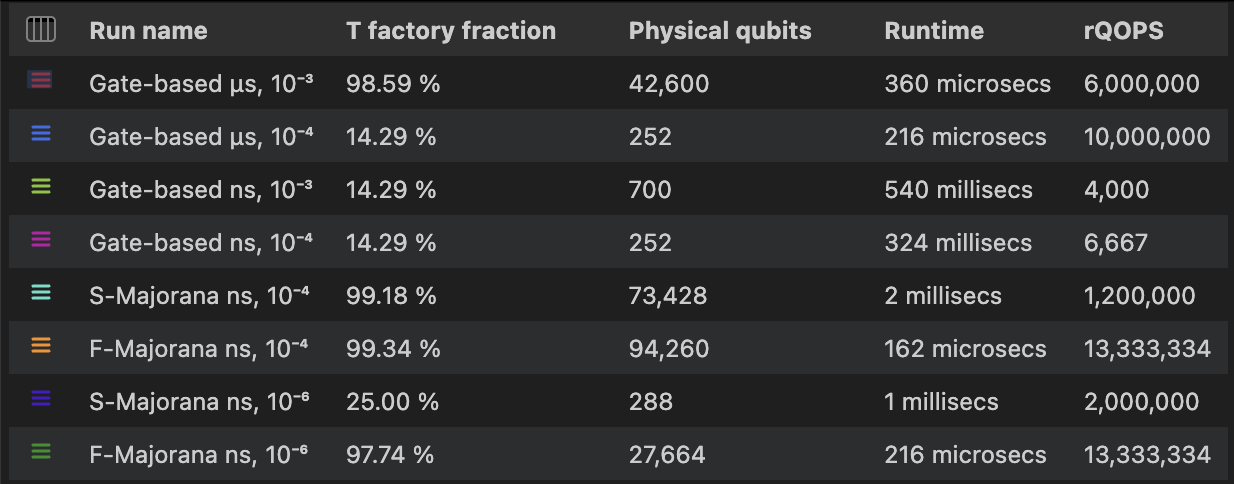 Run name T factory fraction Physical qubits Runtime rQOPS
Gate-based µs, 10⁻³ 98.59 % 42,600 360 microsecs 6,000,000
Gate-based µs, 10⁻⁴ 14.29 % 252 216 microsecs 10,000,000
Gate-based ns, 10⁻³ 14.29 % 700 540 millisecs 4,000
Gate-based ns, 10⁻⁴ 14.29 % 252 324 millisecs 6,667
S-Majorana ns, 10⁻⁴ 99.18 % 73,428 2 millisecs 1,200,000
F-Majorana ns, 10⁻⁴ 99.34 % 94,260 162 microsecs 13,333,334
S-Majorana ns, 10⁻⁶ 25.00 % 288 1 millisecs 2,000,000
F-Majorana ns, 10⁻⁶ 97.74 % 27,664 216 microsecs 13,333,334